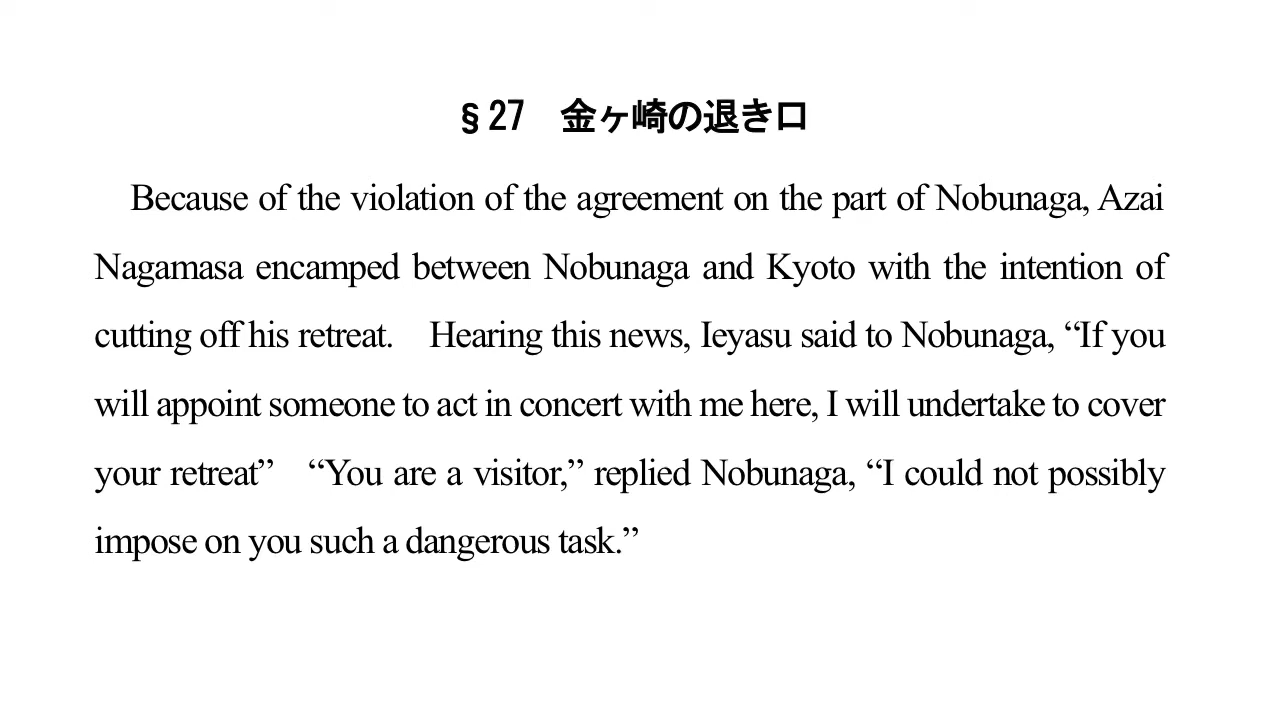 §27　金ヶ崎の退き口
Because of the violation of the agreement on the part of Nobunaga, Azai
Nagamasa encamped between Nobunaga and Kyoto with the intention of
cutting off his retreat.　Hearing this news, Ieyasu said to Nobunaga, “If you
will appoint someone to act in concert with me here, I will undertake to cover
your retreat”　“You are a visitor,” replied Nobunaga, “I could not possibly
impose on you such a dangerous task.”